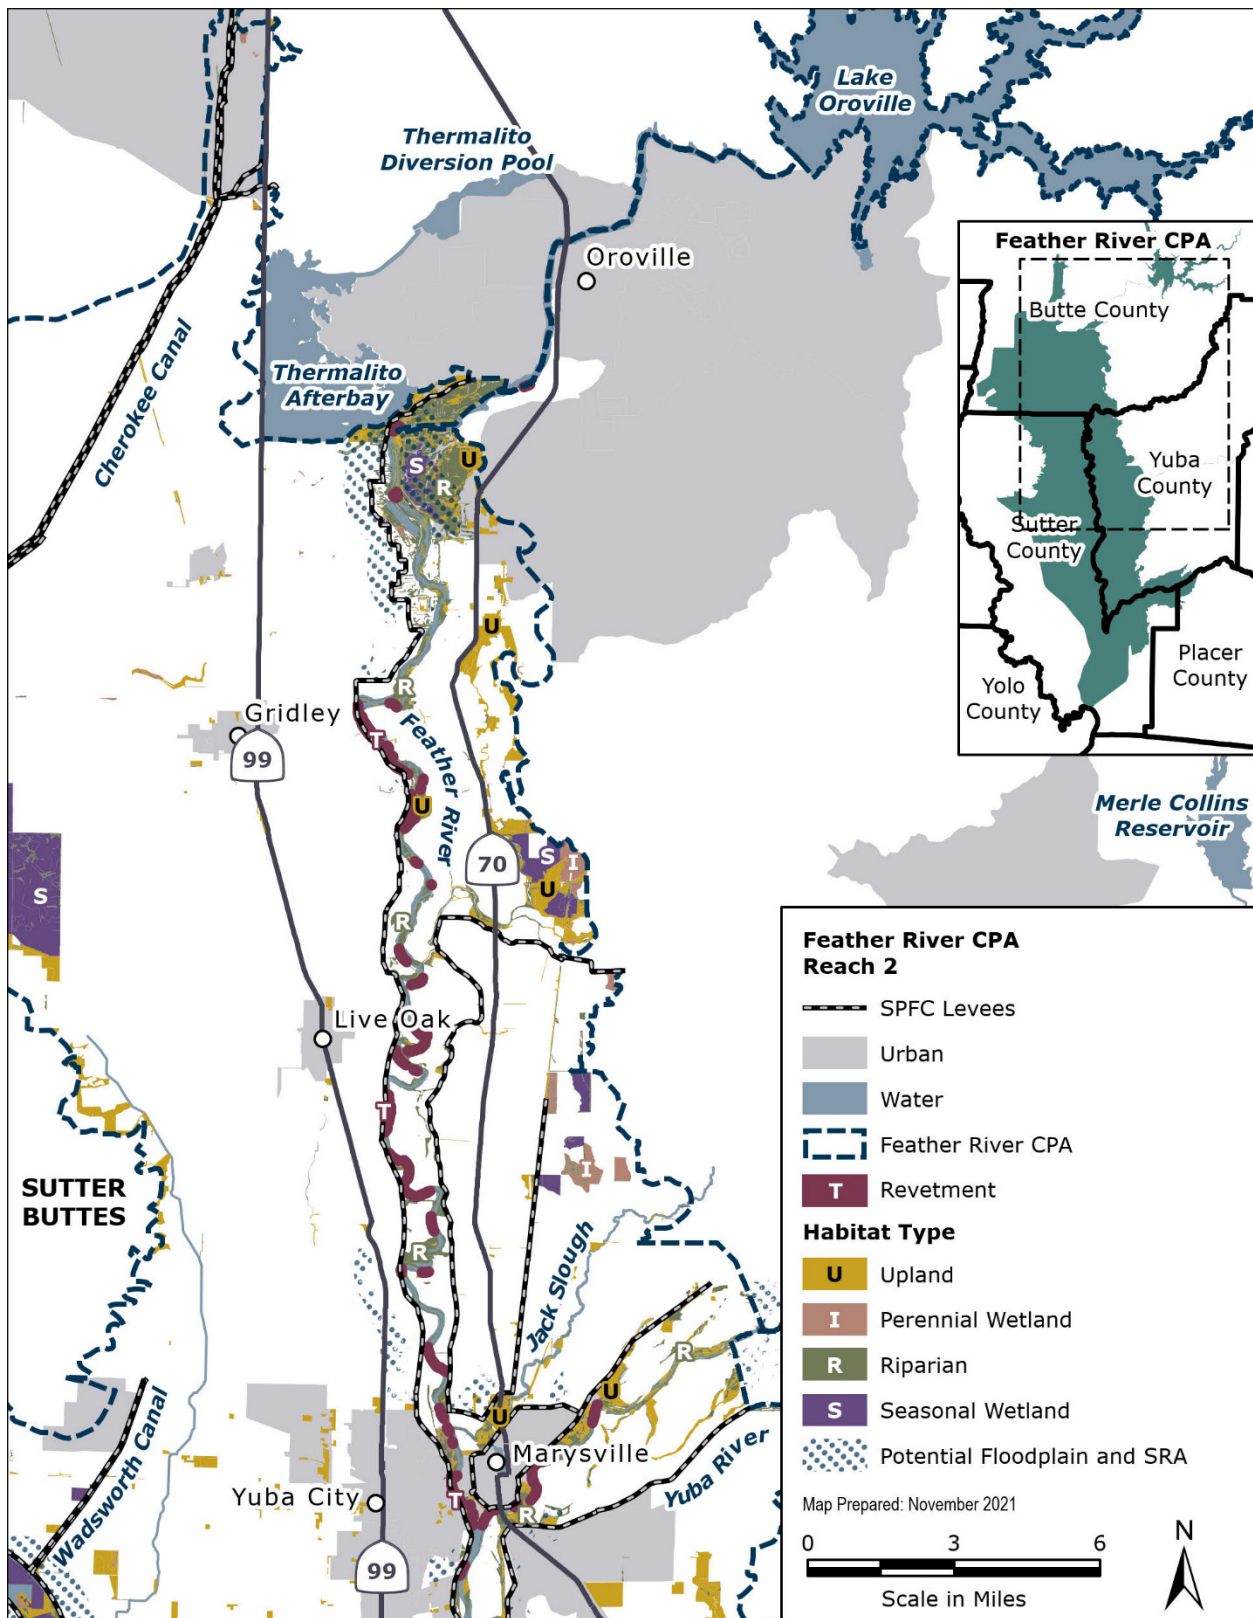 Lake
Oroville
Thermalito
Diversion Pool
Oroville
Feather River CPA
Butte County
Yuba
County
Sutter
County
Placer
County
Yolo
County
Cherokee Canal
Thermalito
Afterbay
U
S
R
U
R
Gridley
T
99
Feather River
U
Merle Collins
Reservoir
70
S
I
U
S
R
Live Oak
T
I
SUTTER
BUTTES
R
Jack Slough
R
U
U
Marysville
Yuba River
Wadsworth Canal
Yuba City
T
R
99
Feather River CPA
Reach 2
SPFC Levees
Urban
Water
Feather River CPA
T Revetment
Habitat Type
U Upland
I Perennial Wetland
R Riparian
S Seasonal Wetland
Potential Floodplain and SRA
Map Prepared: November 2021
0 3 6
Scale in Miles
N